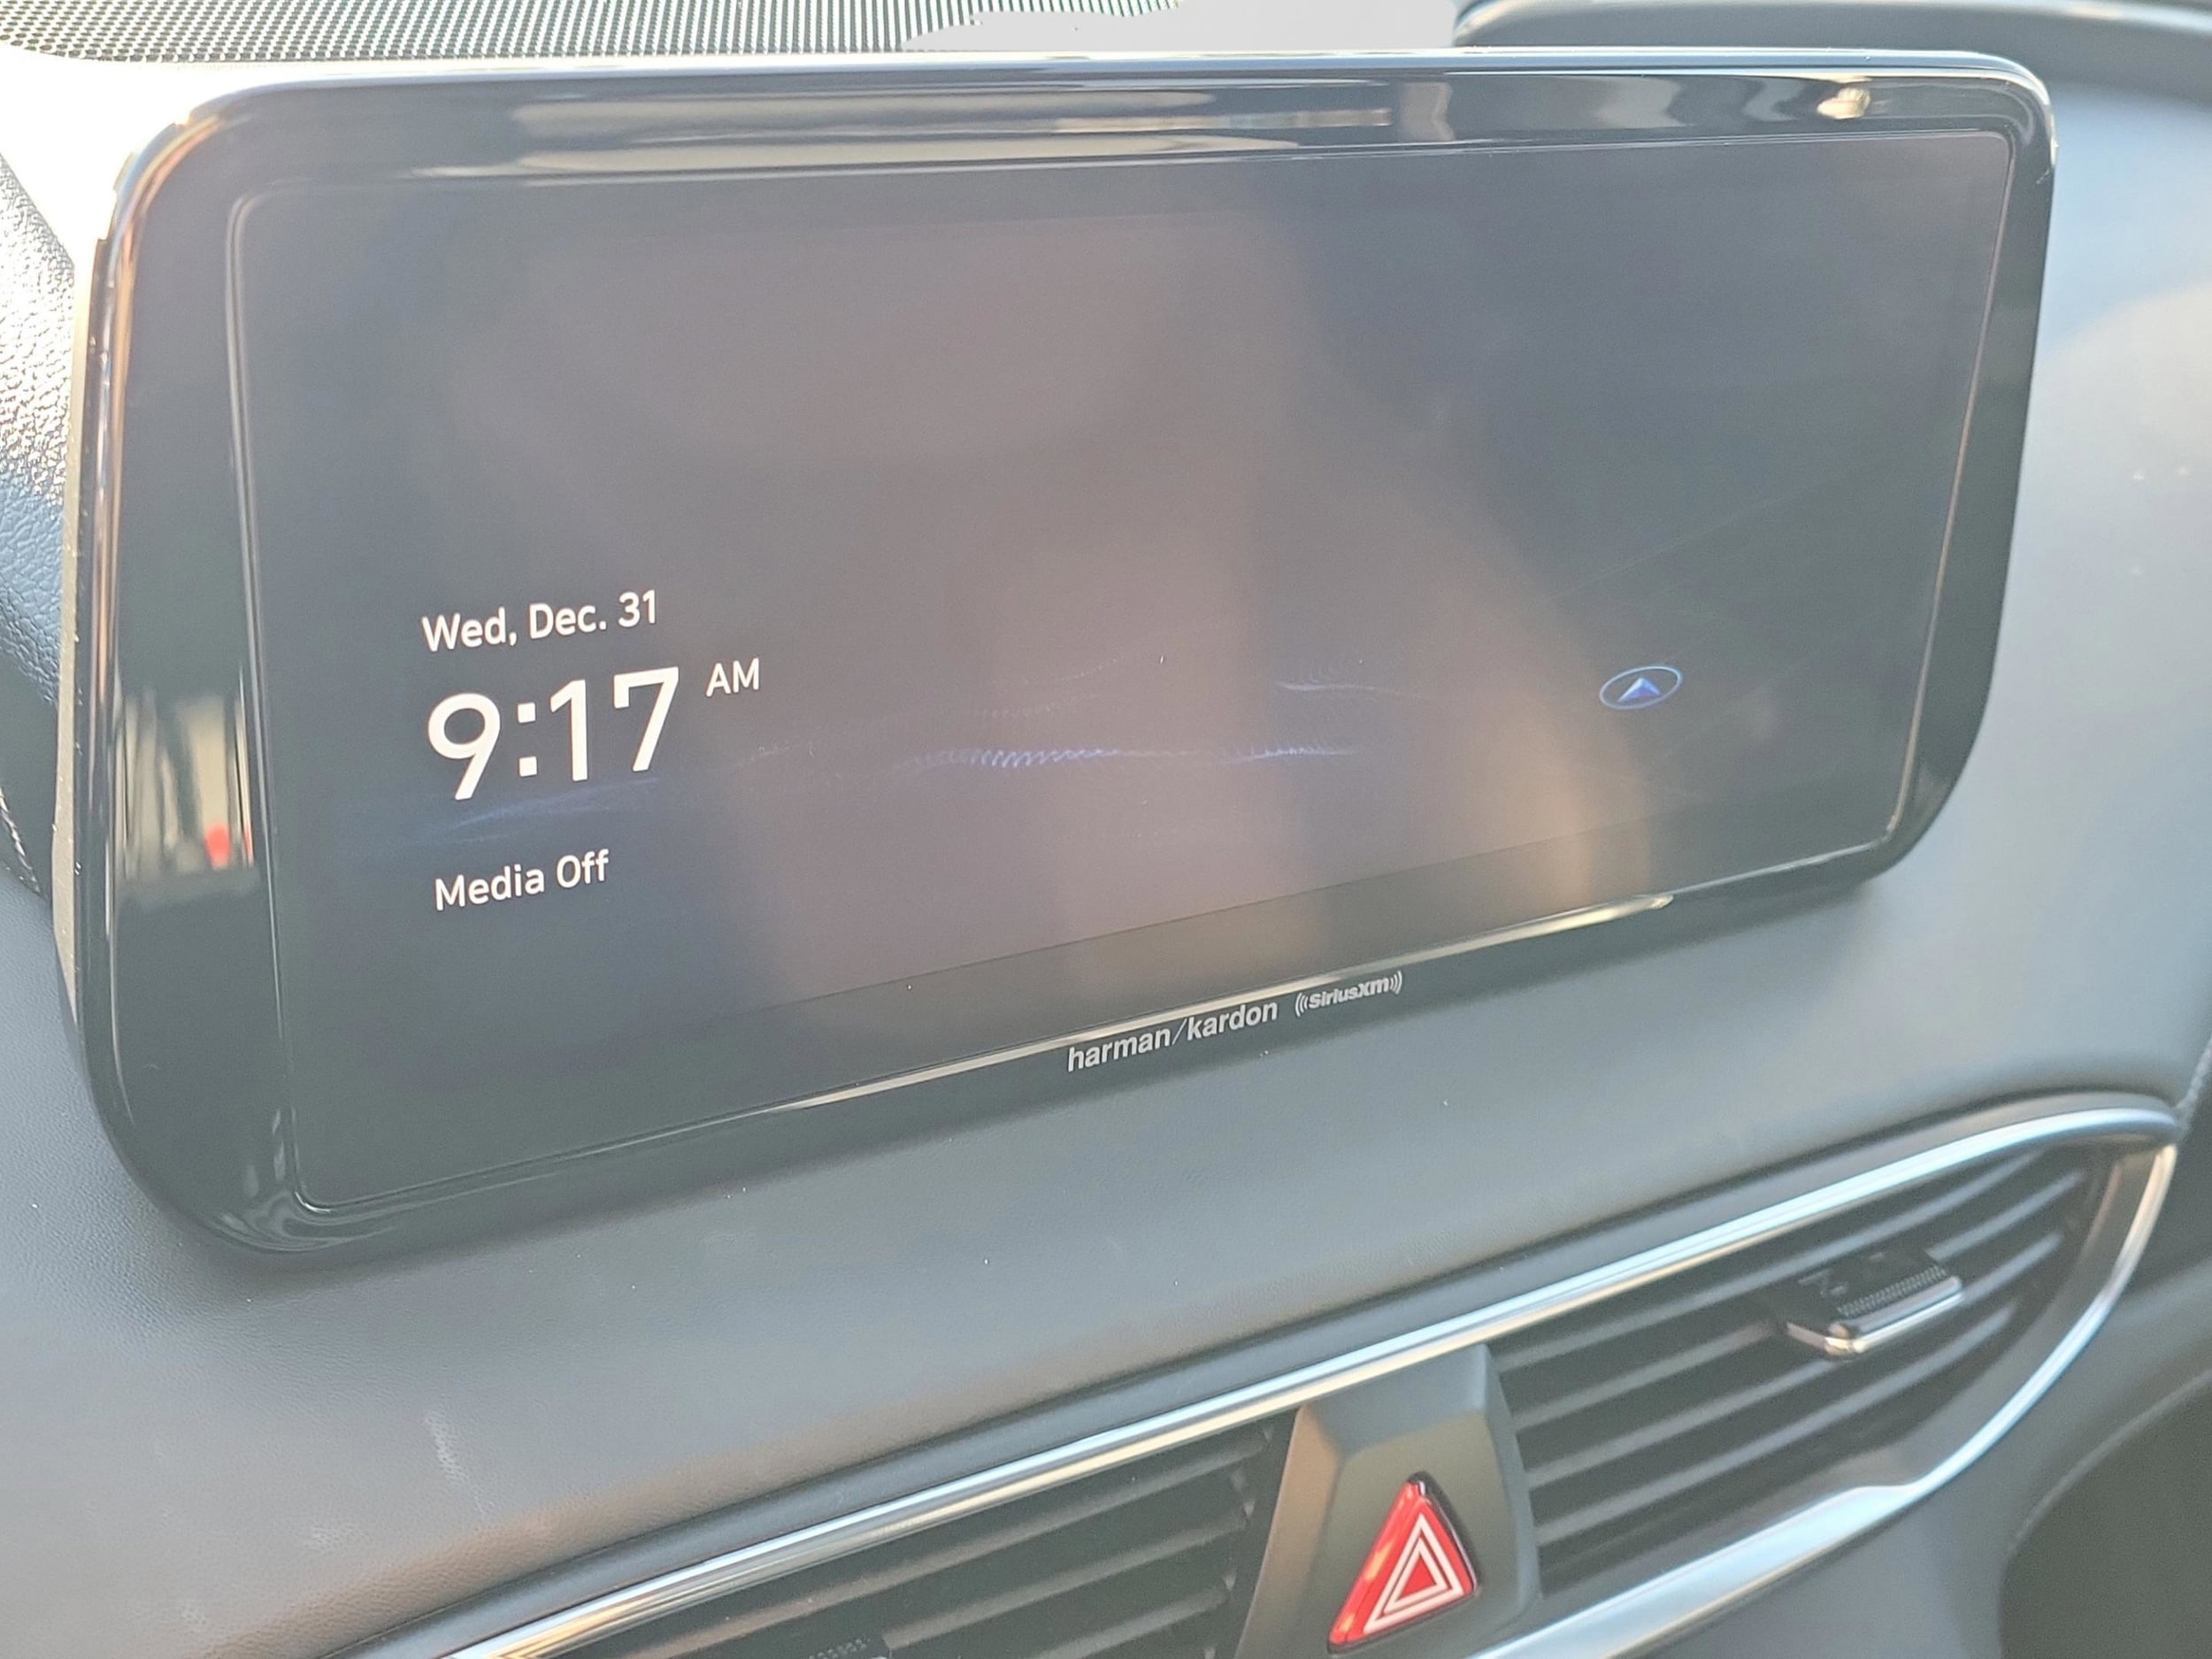 Wed, Dec. 31
9:17 AM
Media Off
harman/kardon ((SiriusXM))